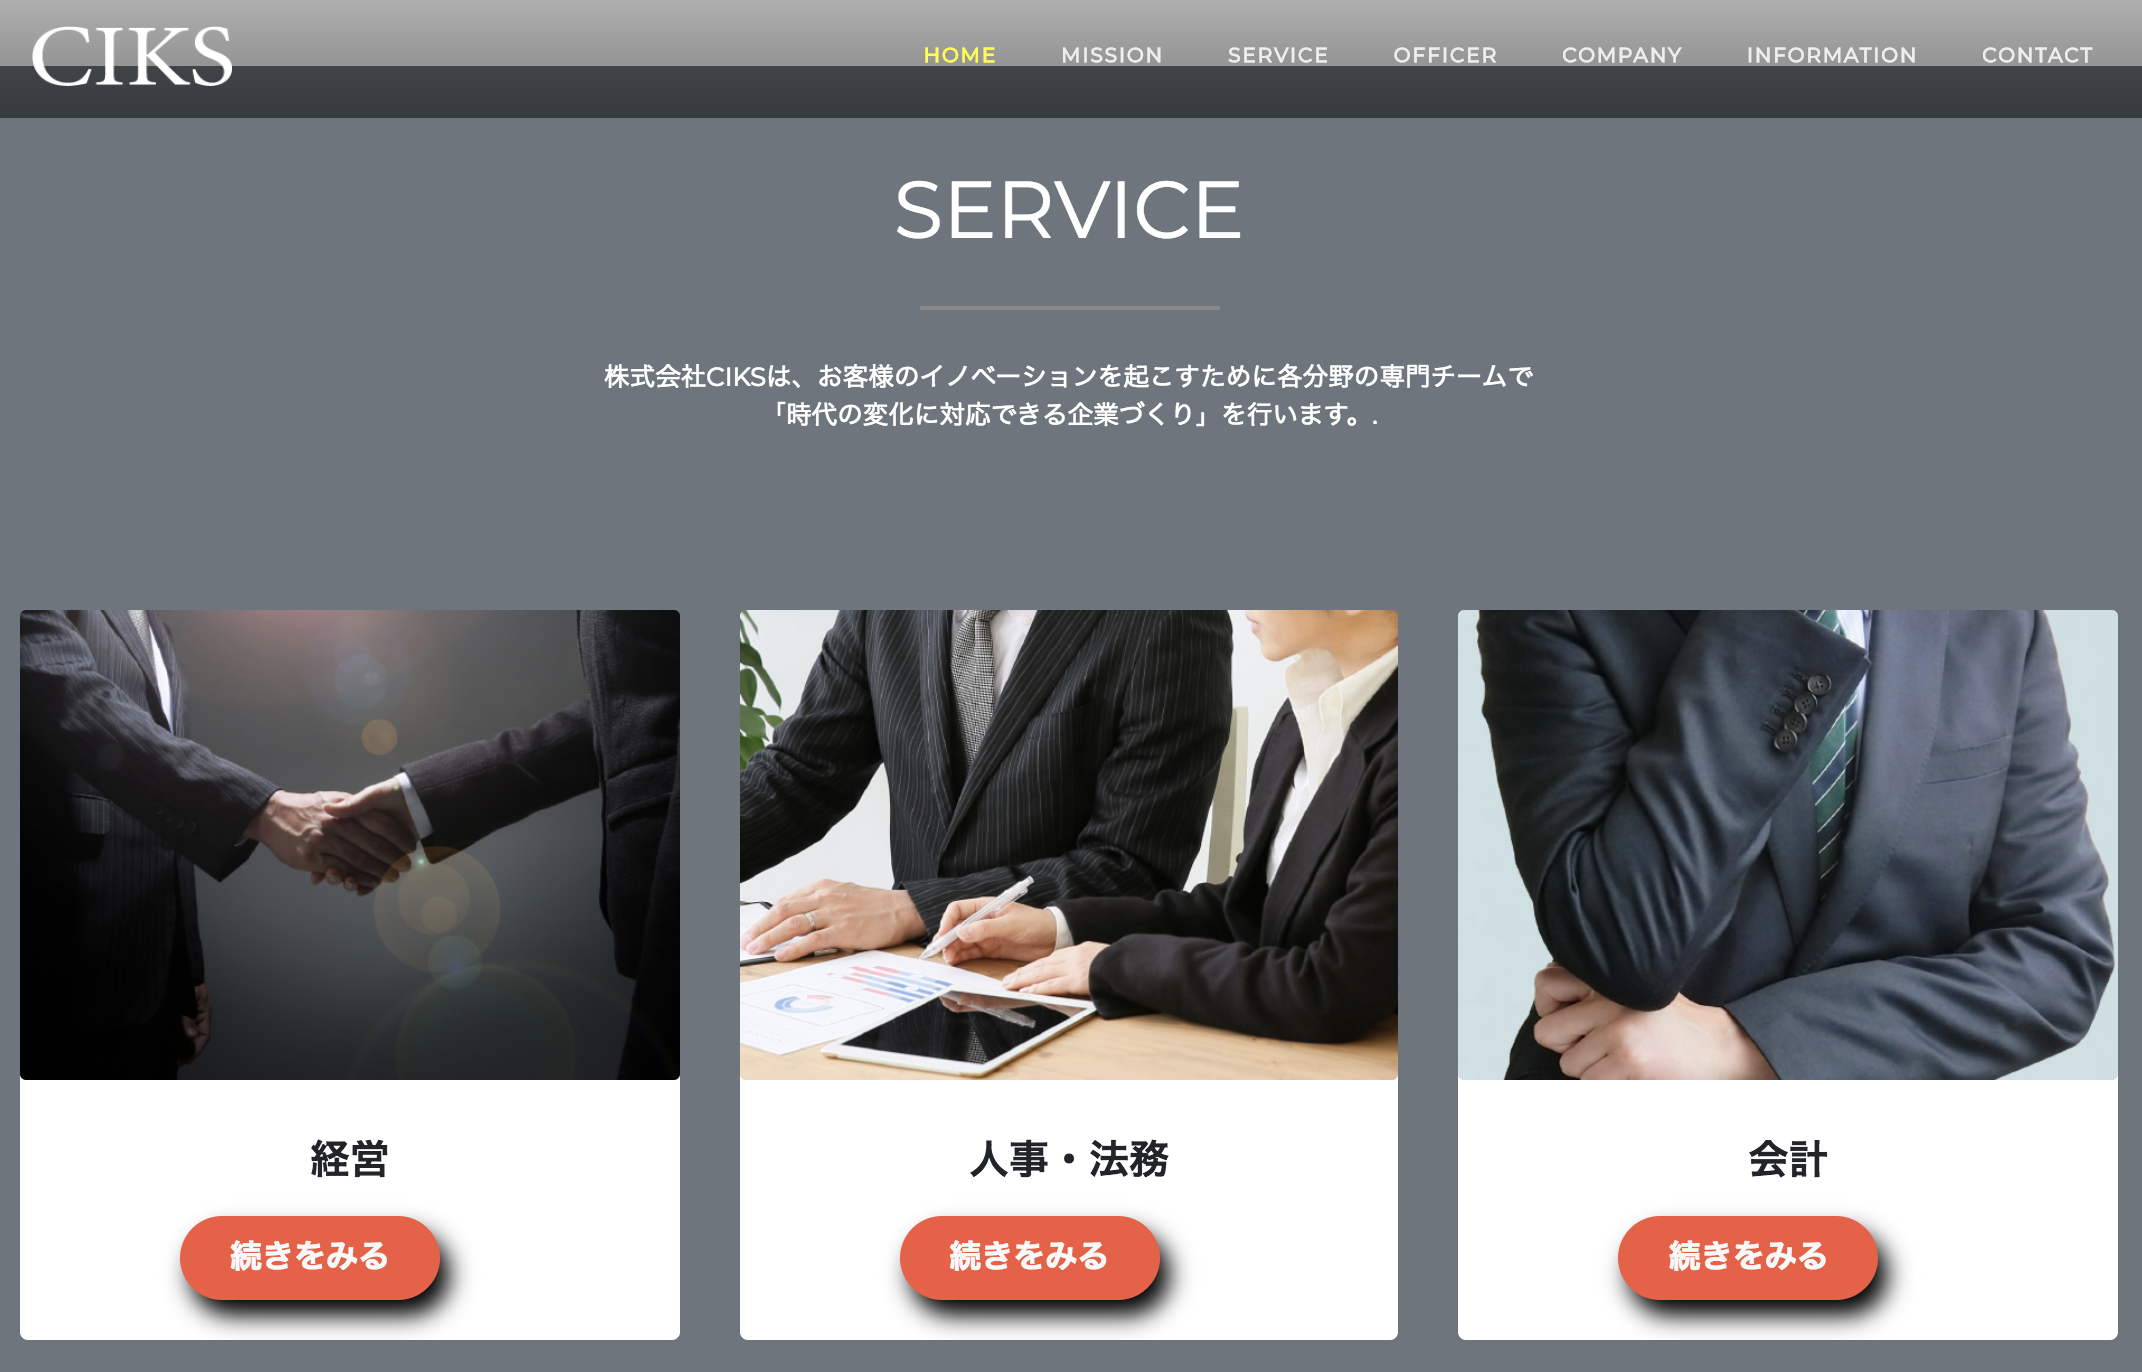 CIKS
HOME MISSION SERVICE OFFICER COMPANY INFORMATION CONTACT
SERVICE
株式会社CIKSは、お客様のイノベーションを起こすために各分野の専門チームで
「時代の変化に対応できる企業づくり」を行います。.
経営
続きをみる
人事・法務
続きをみる
会計
続きをみる